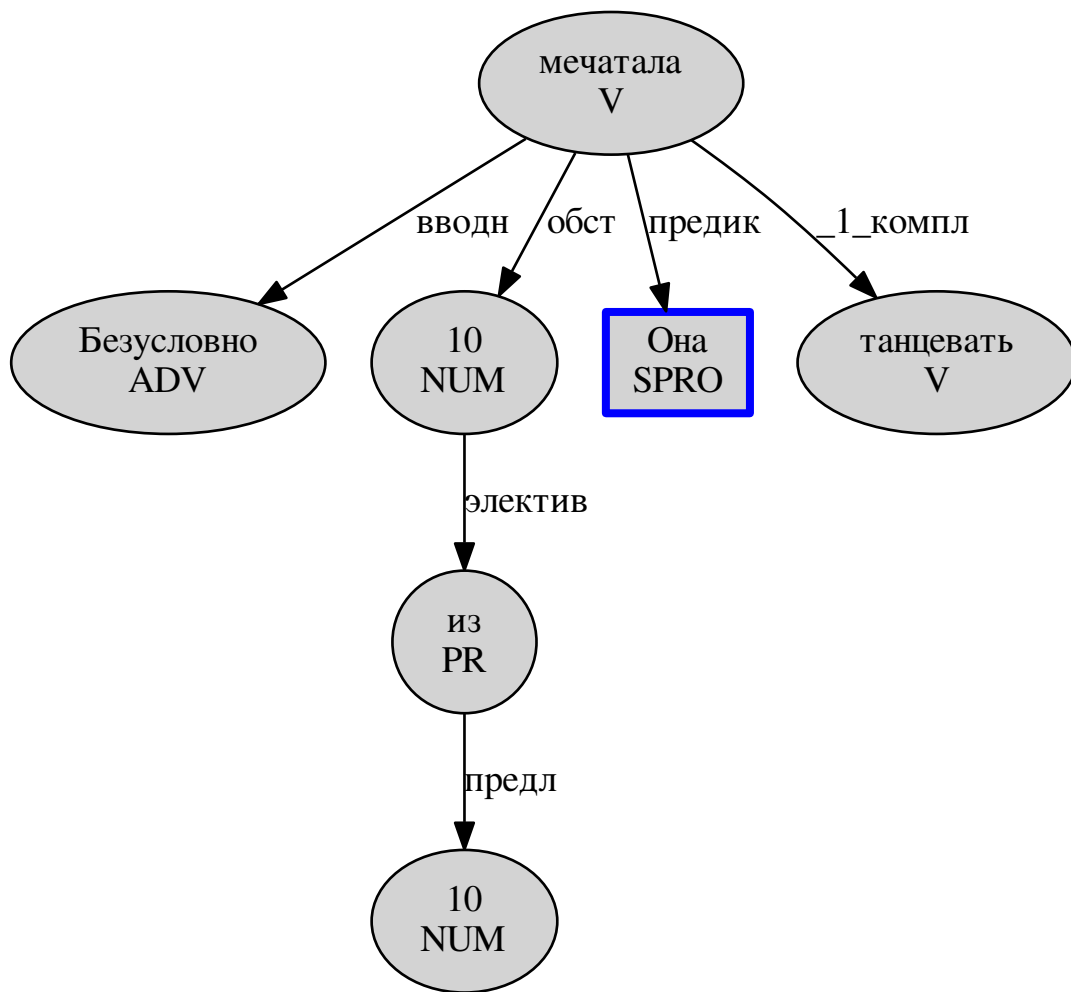 мечатала
V
вводн
обст
предик
_1_компл
Безусловно
ADV
10
NUM
Она
SPRO
танцевать
V
электив
из
PR
предл
10
NUM